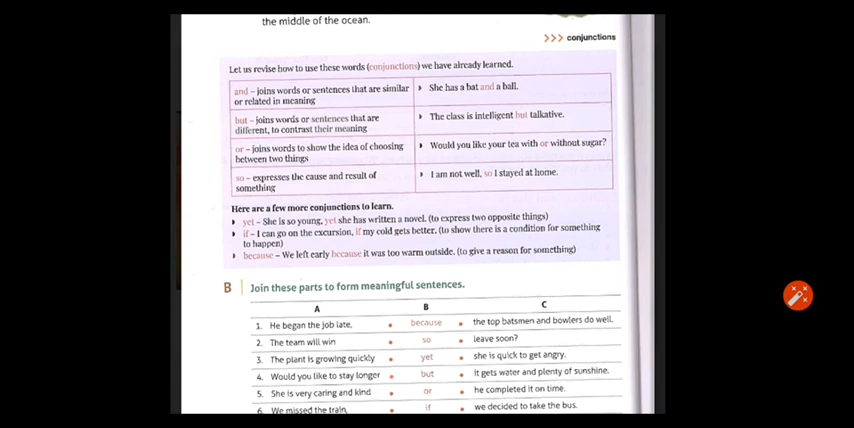 the middle of the ocean.
>>> conjunctions
Let us revise how to use these words (conjunctions) we have already learned.
and – joins words or sentences that are similar
or related in meaning
She has a bat and a ball.
but – joins words or sentences that are
different, to contrast their meaning
The class is intelligent but talkative.
or – joins words to show the idea of choosing
between two things
Would you like your tea with or without sugar?
so – expresses the cause and result of
something
I am not well, so I stayed at home.
Here are a few more conjunctions to learn.
yet – She is so young, yet she has written a novel. (to express two opposite things)
if – I can go on the excursion, if my cold gets better. (to show there is a condition for something
to happen)
because – We left early because it was too warm outside. (to give a reason for something)
B Join these parts to form meaningful sentences.
A B C
1. He began the job late, • because • the top batsmen and bowlers do well.
2. The team will win • so • leave soon?
3. The plant is growing quickly • yet • she is quick to get angry.
4. Would you like to stay longer • but • it gets water and plenty of sunshine.
5. She is very caring and kind • or • he completed it on time.
6. We missed the train, • if • we decided to take the bus.